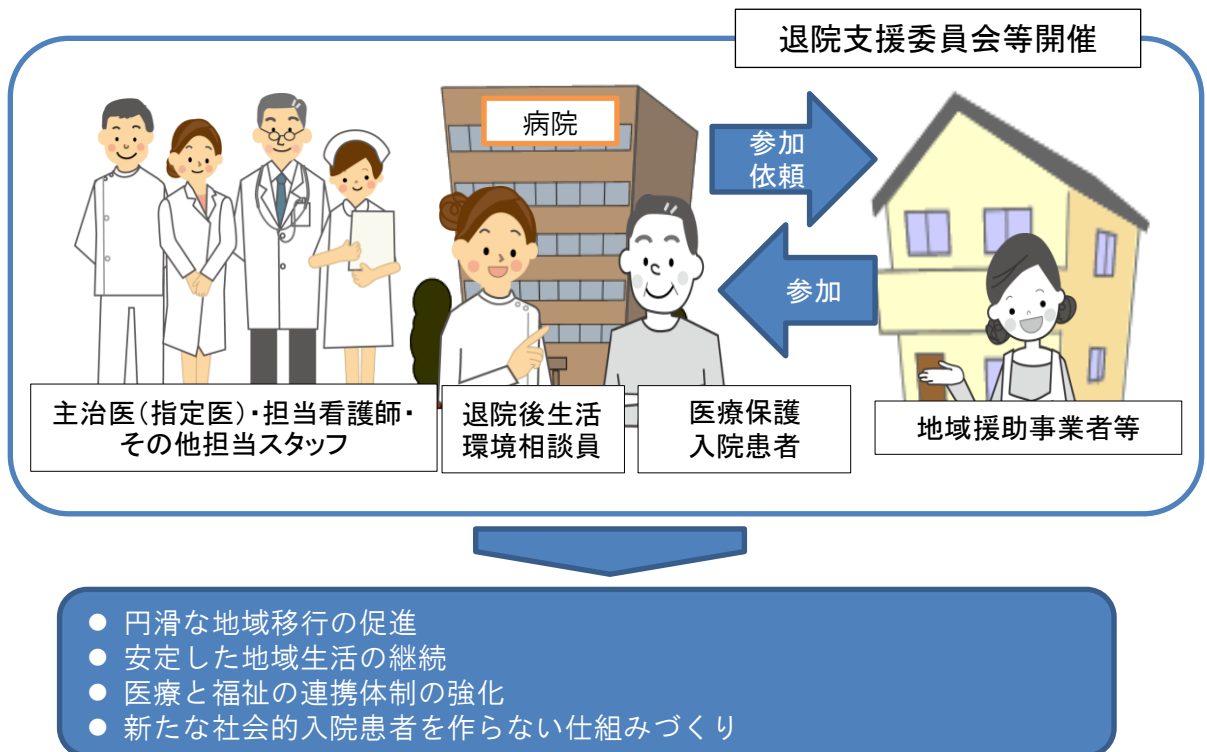 退院支援委員会等開催
病院
参加
依頼
参加
主治医(指定医)・担当看護師・
その他担当スタッフ
退院後生活
環境相談員
医療保護
入院患者
地域援助事業者等
● 円滑な地域移行の促進
● 安定した地域生活の継続
● 医療と福祉の連携体制の強化
● 新たな社会的入院患者を作らない仕組みづくり